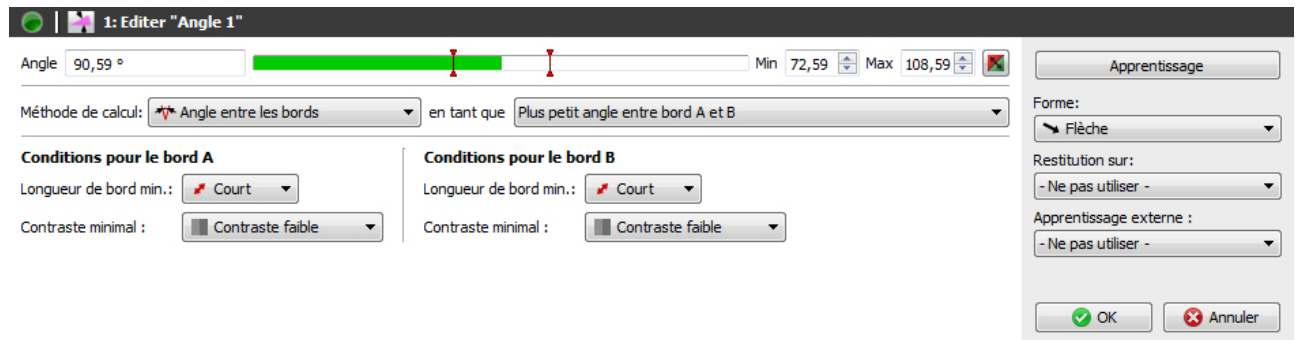 1: Editer "Angle 1"
Angle 90,59 º Min 72,59 Max 108,59
Méthode de calcul: Angle entre les bords en tant que Plus petit angle entre bord A et B
Conditions pour le bord A
Longueur de bord min.: Court
Contraste minimal : Contraste faible
Conditions pour le bord B
Longueur de bord min.: Court
Contraste minimal : Contraste faible
Apprentissage
Forme:
Flèche
Restitution sur:
- Ne pas utiliser -
Apprentissage externe :
- Ne pas utiliser -
OK Annuler